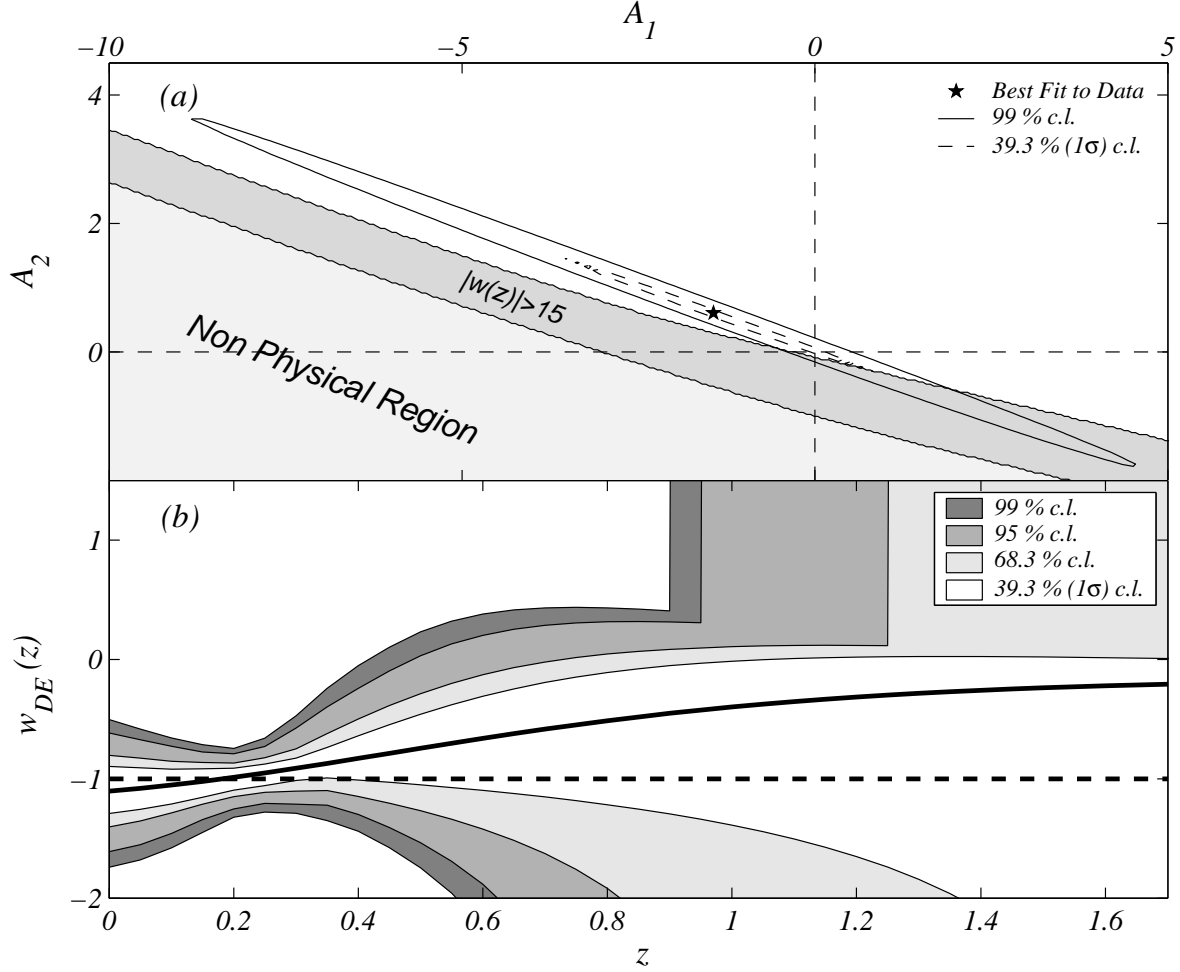 A1
−10 −5 0 5
(a)
★ Best Fit to Data
99 % c.l.
39.3 % (1σ) c.l.
4
2
0
A2
|w(z)|>15
Non Physical Region
(b)
99 % c.l.
95 % c.l.
68.3 % c.l.
39.3 % (1σ) c.l.
1
0
−1
−2
wDE(z)
0 0.2 0.4 0.6 0.8 1 1.2 1.4 1.6
z